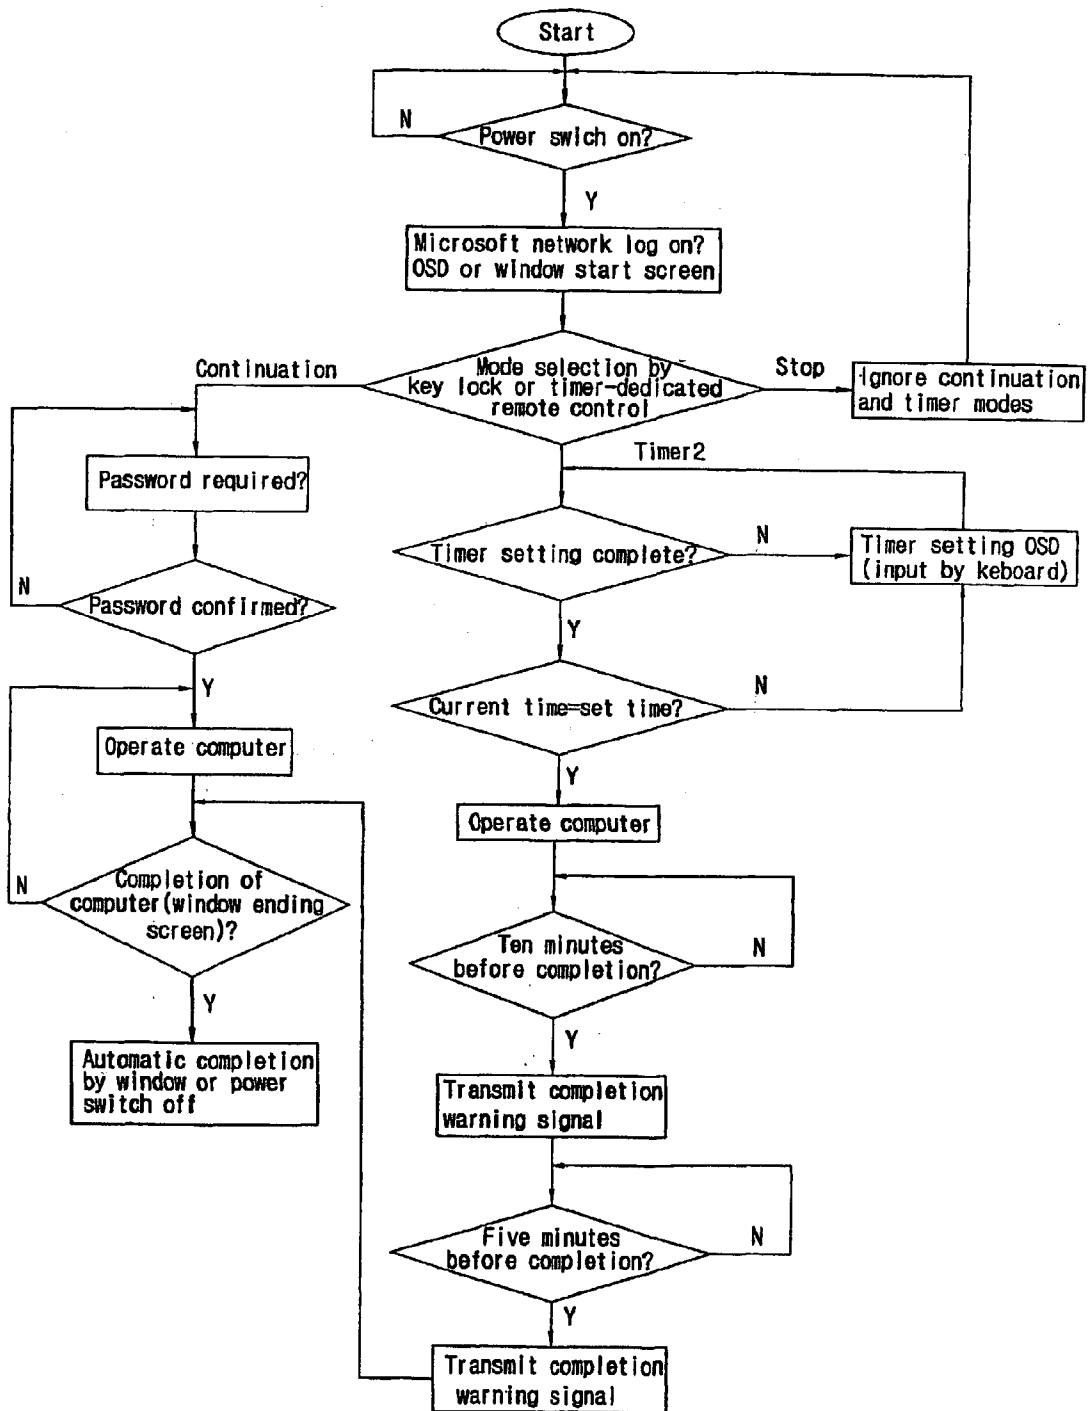 Start
N
Power swich on?
Y
Microsoft network log on?
OSD or window start screen
Continuation
Mode selection by
key lock or timer-dedicated
remote control
Stop
Ignore continuation
and timer modes
Timer2
Password required?
N
Password confirmed?
Y
Operate computer
N
Completion of
computer(window ending
screen)?
Y
Automatic completion
by window or power
switch off
Timer setting complete?
N
Timer setting OSD
(input by keboard)
Y
Current time=set time?
N
Y
Operate computer
Ten minutes
before completion?
N
Y
Transmit completion
warning signal
Five minutes
before completion?
N
Y
Transmit completion
warning signal